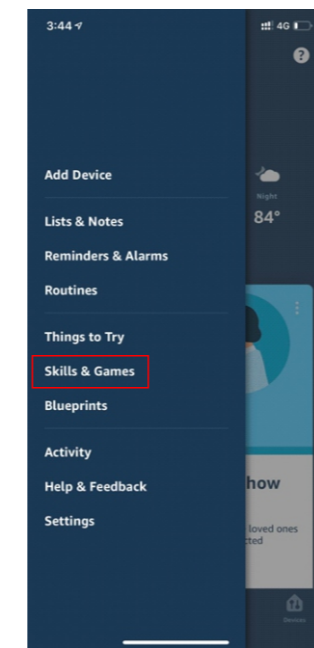 3:44
4G
?
Add Device
Night
84°
Lists & Notes
Reminders & Alarms
Routines
Things to Try
Skills & Games
Blueprints
Activity
how
Help & Feedback
Settings
loved ones
cted
Devices